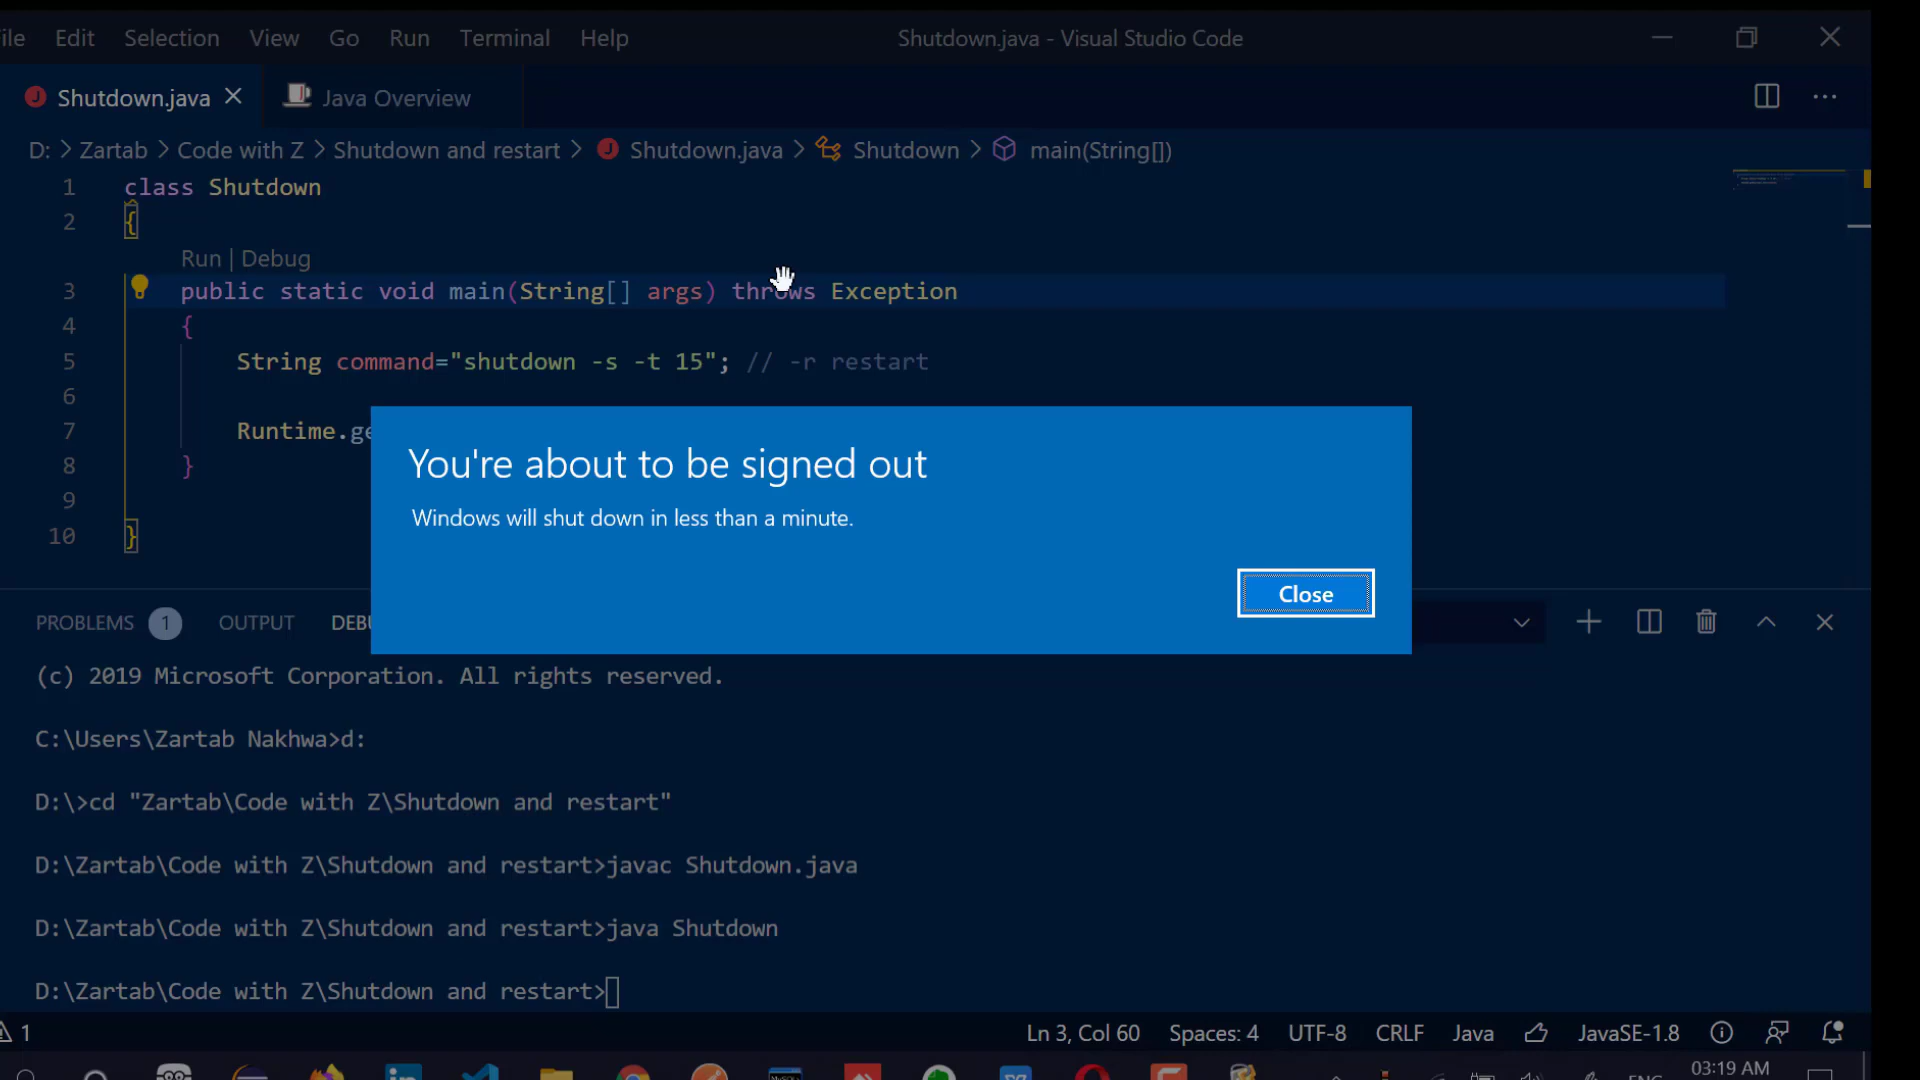 ile Edit Selection View Go Run Terminal Help Shutdown.java - Visual Studio Code
J Shutdown.java Java Overview
D: > Zartab > Code with Z > Shutdown and restart > J Shutdown.java > Shutdown > main(String[])
1 class Shutdown
2 {
Run | Debug
3 public static void main(String[] args) throws Exception
4 {
5 String command="shutdown -s -t 15"; // -r restart
6
7 Runtime.ge
8 }
9
10 }
You're about to be signed out
Windows will shut down in less than a minute.
Close
PROBLEMS 1 OUTPUT DEBU
(c) 2019 Microsoft Corporation. All rights reserved.
C:\Users\Zartab Nakhwa>d:
D:\>cd "Zartab\Code with Z\Shutdown and restart"
D:\Zartab\Code with Z\Shutdown and restart>javac Shutdown.java
D:\Zartab\Code with Z\Shutdown and restart>java Shutdown
D:\Zartab\Code with Z\Shutdown and restart>
1 Ln 3, Col 60 Spaces: 4 UTF-8 CRLF Java JavaSE-1.8
03:19 AM
ENG